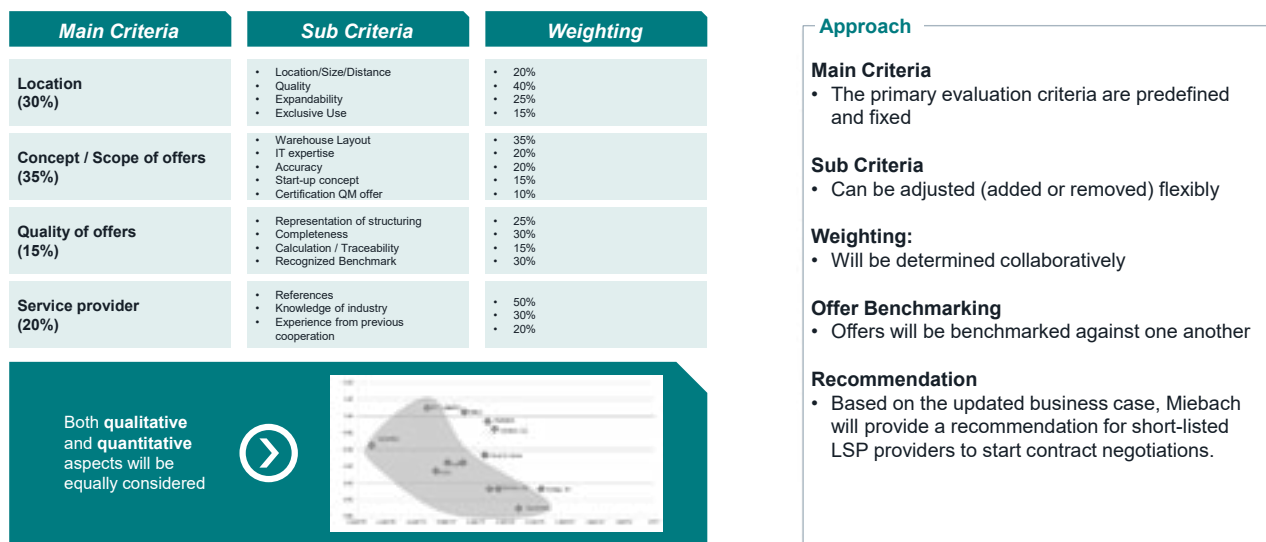 Main Criteria
Sub Criteria
Weighting
Location
(30%)
• Location/Size/Distance
• Quality
• Expandability
• Exclusive Use
• 20%
• 40%
• 25%
• 15%
Concept / Scope of offers
(35%)
• Warehouse Layout
• IT expertise
• Accuracy
• Start-up concept
• Certification QM offer
• 35%
• 20%
• 20%
• 15%
• 10%
Quality of offers
(15%)
• Representation of structuring
• Completeness
• Calculation / Traceability
• Recognized Benchmark
• 25%
• 30%
• 15%
• 30%
Service provider
(20%)
• References
• Knowledge of industry
• Experience from previous
cooperation
• 50%
• 30%
• 20%
Both qualitative
and quantitative
aspects will be
equally considered
Approach
Main Criteria
• The primary evaluation criteria are predefined
and fixed
Sub Criteria
• Can be adjusted (added or removed) flexibly
Weighting:
• Will be determined collaboratively
Offer Benchmarking
• Offers will be benchmarked against one another
Recommendation
• Based on the updated business case, Miebach
will provide a recommendation for short-listed
LSP providers to start contract negotiations.